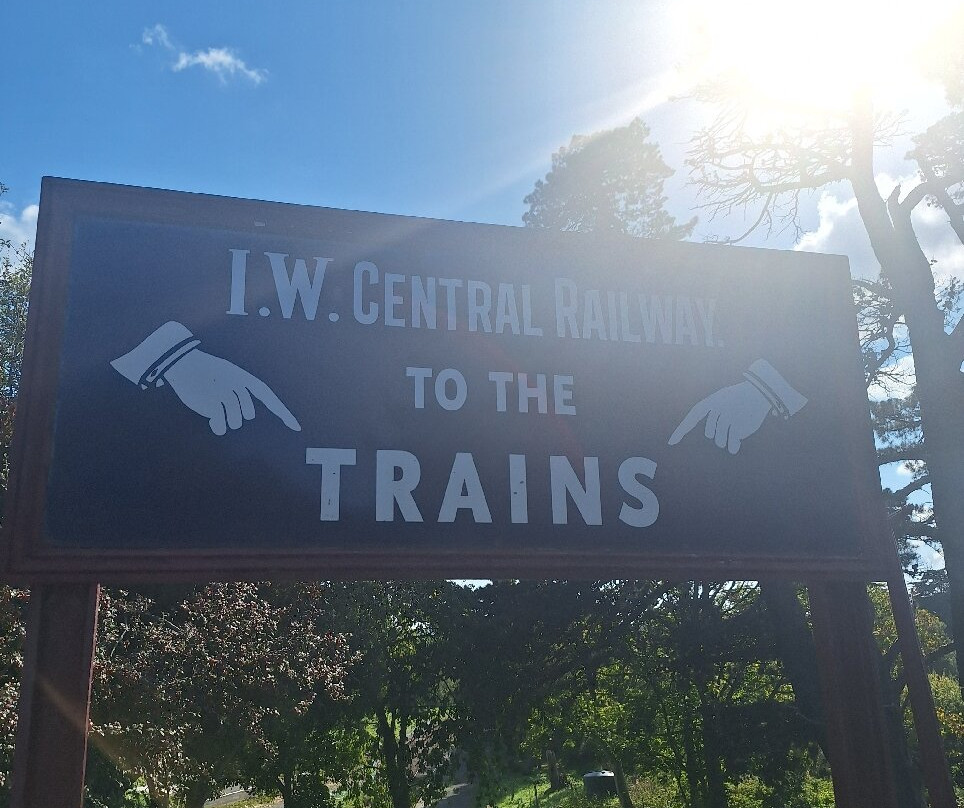 I.W. CENTRAL RAILWAY.
TO THE
TRAINS